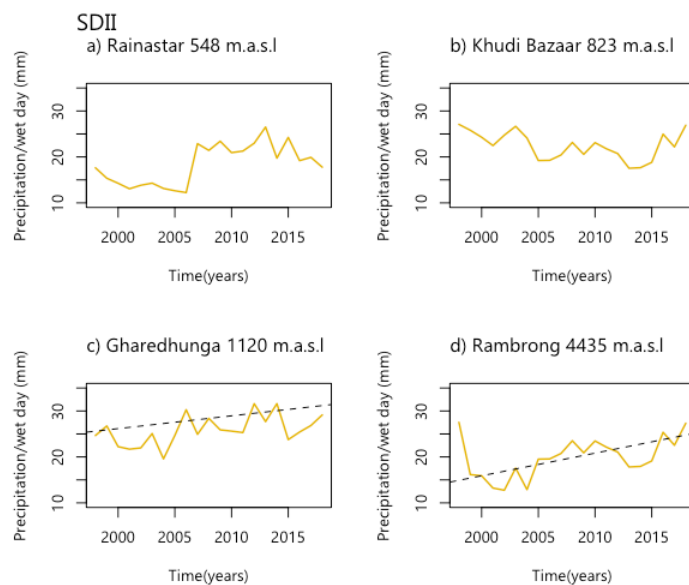 SDII
a) Rainastar 548 m.a.s.l
Precipitation/wet day (mm)
30
20
10
2000 2005 2010 2015
Time(years)
b) Khudi Bazaar 823 m.a.s.l
Precipitation/wet day (mm)
30
20
10
2000 2005 2010 2015
Time(years)
c) Gharedhunga 1120 m.a.s.l
Precipitation/wet day (mm)
30
20
10
2000 2005 2010 2015
Time(years)
d) Rambrong 4435 m.a.s.l
Precipitation/wet day (mm)
30
20
10
2000 2005 2010 2015
Time(years)